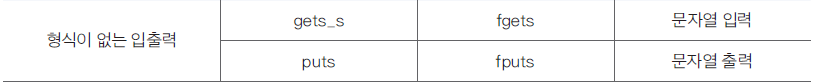 형식이 없는 입출력
gets_s fgets 문자열 입력
puts fputs 문자열 출력